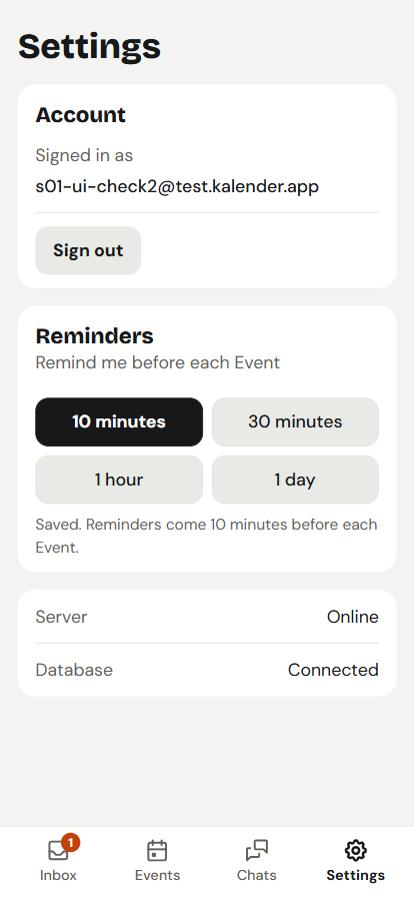 Settings
Account
Signed in as
s01-ui-check2@test.kalender.app
Sign out
Reminders
Remind me before each Event
10 minutes
30 minutes
1 hour
1 day
Saved. Reminders come 10 minutes before each
Event.
Server
Online
Database
Connected
1
Inbox
Events
Chats
Settings